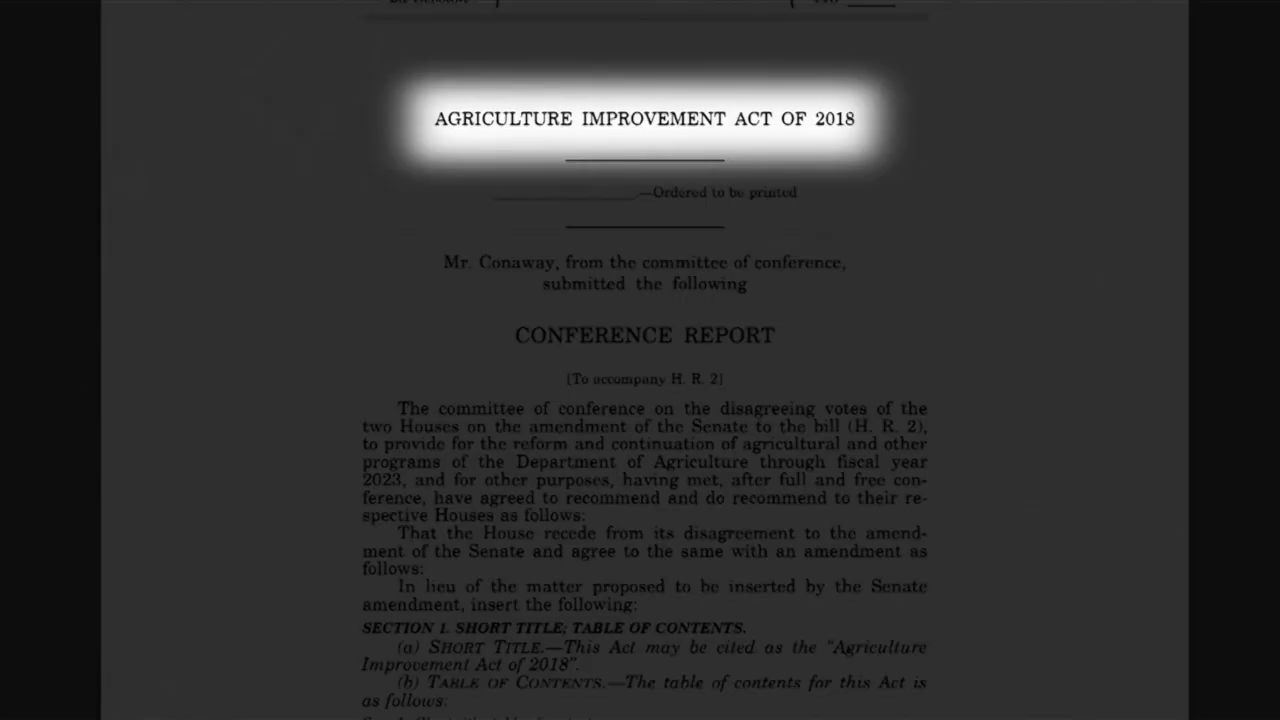 AGRICULTURE IMPROVEMENT ACT OF 2018
—Ordered to be printed
Mr. Conaway, from the committee of conference,
submitted the following
CONFERENCE REPORT
[To accompany H. R. 2]
The committee of conference on the disagreeing votes of the
two Houses on the amendment of the Senate to the bill (H. R. 2),
to provide for the reform and continuation of agricultural and other
programs of the Department of Agriculture through fiscal year
2023, and for other purposes, having met, after full and free con-
ference, have agreed to recommend and do recommend to their re-
spective Houses as follows:
That the House recede from its disagreement to the amend-
ment of the Senate and agree to the same with an amendment as
follows:
In lieu of the matter proposed to be inserted by the Senate
amendment, insert the following:
SECTION 1. SHORT TITLE; TABLE OF CONTENTS.
(a) SHORT TITLE.—This Act may be cited as the "Agriculture
Improvement Act of 2018".
(b) TABLE OF CONTENTS.—The table of contents for this Act is
as follows: